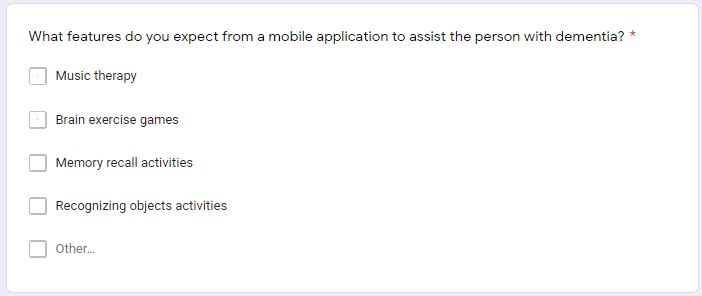 What features do you expect from a mobile application to assist the person with dementia? *
Music therapy
Brain exercise games
Memory recall activities
Recognizing objects activities
Other...